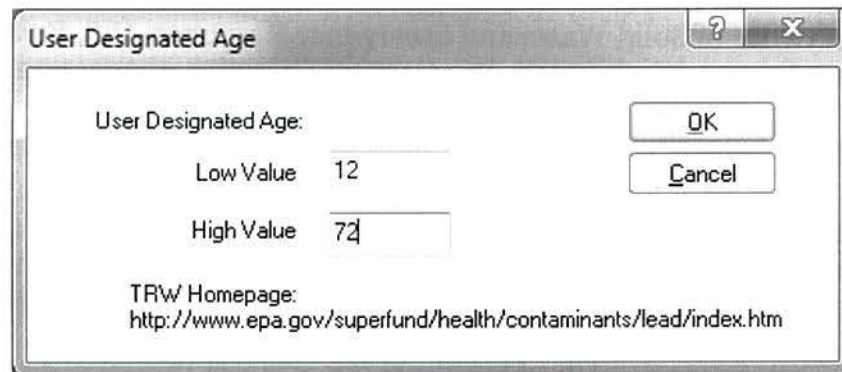 User Designated Age
User Designated Age:
OK
Low Value 12
Cancel
High Value 72
TRW Homepage:
http://www.epa.gov/superfund/health/contaminants/lead/index.htm